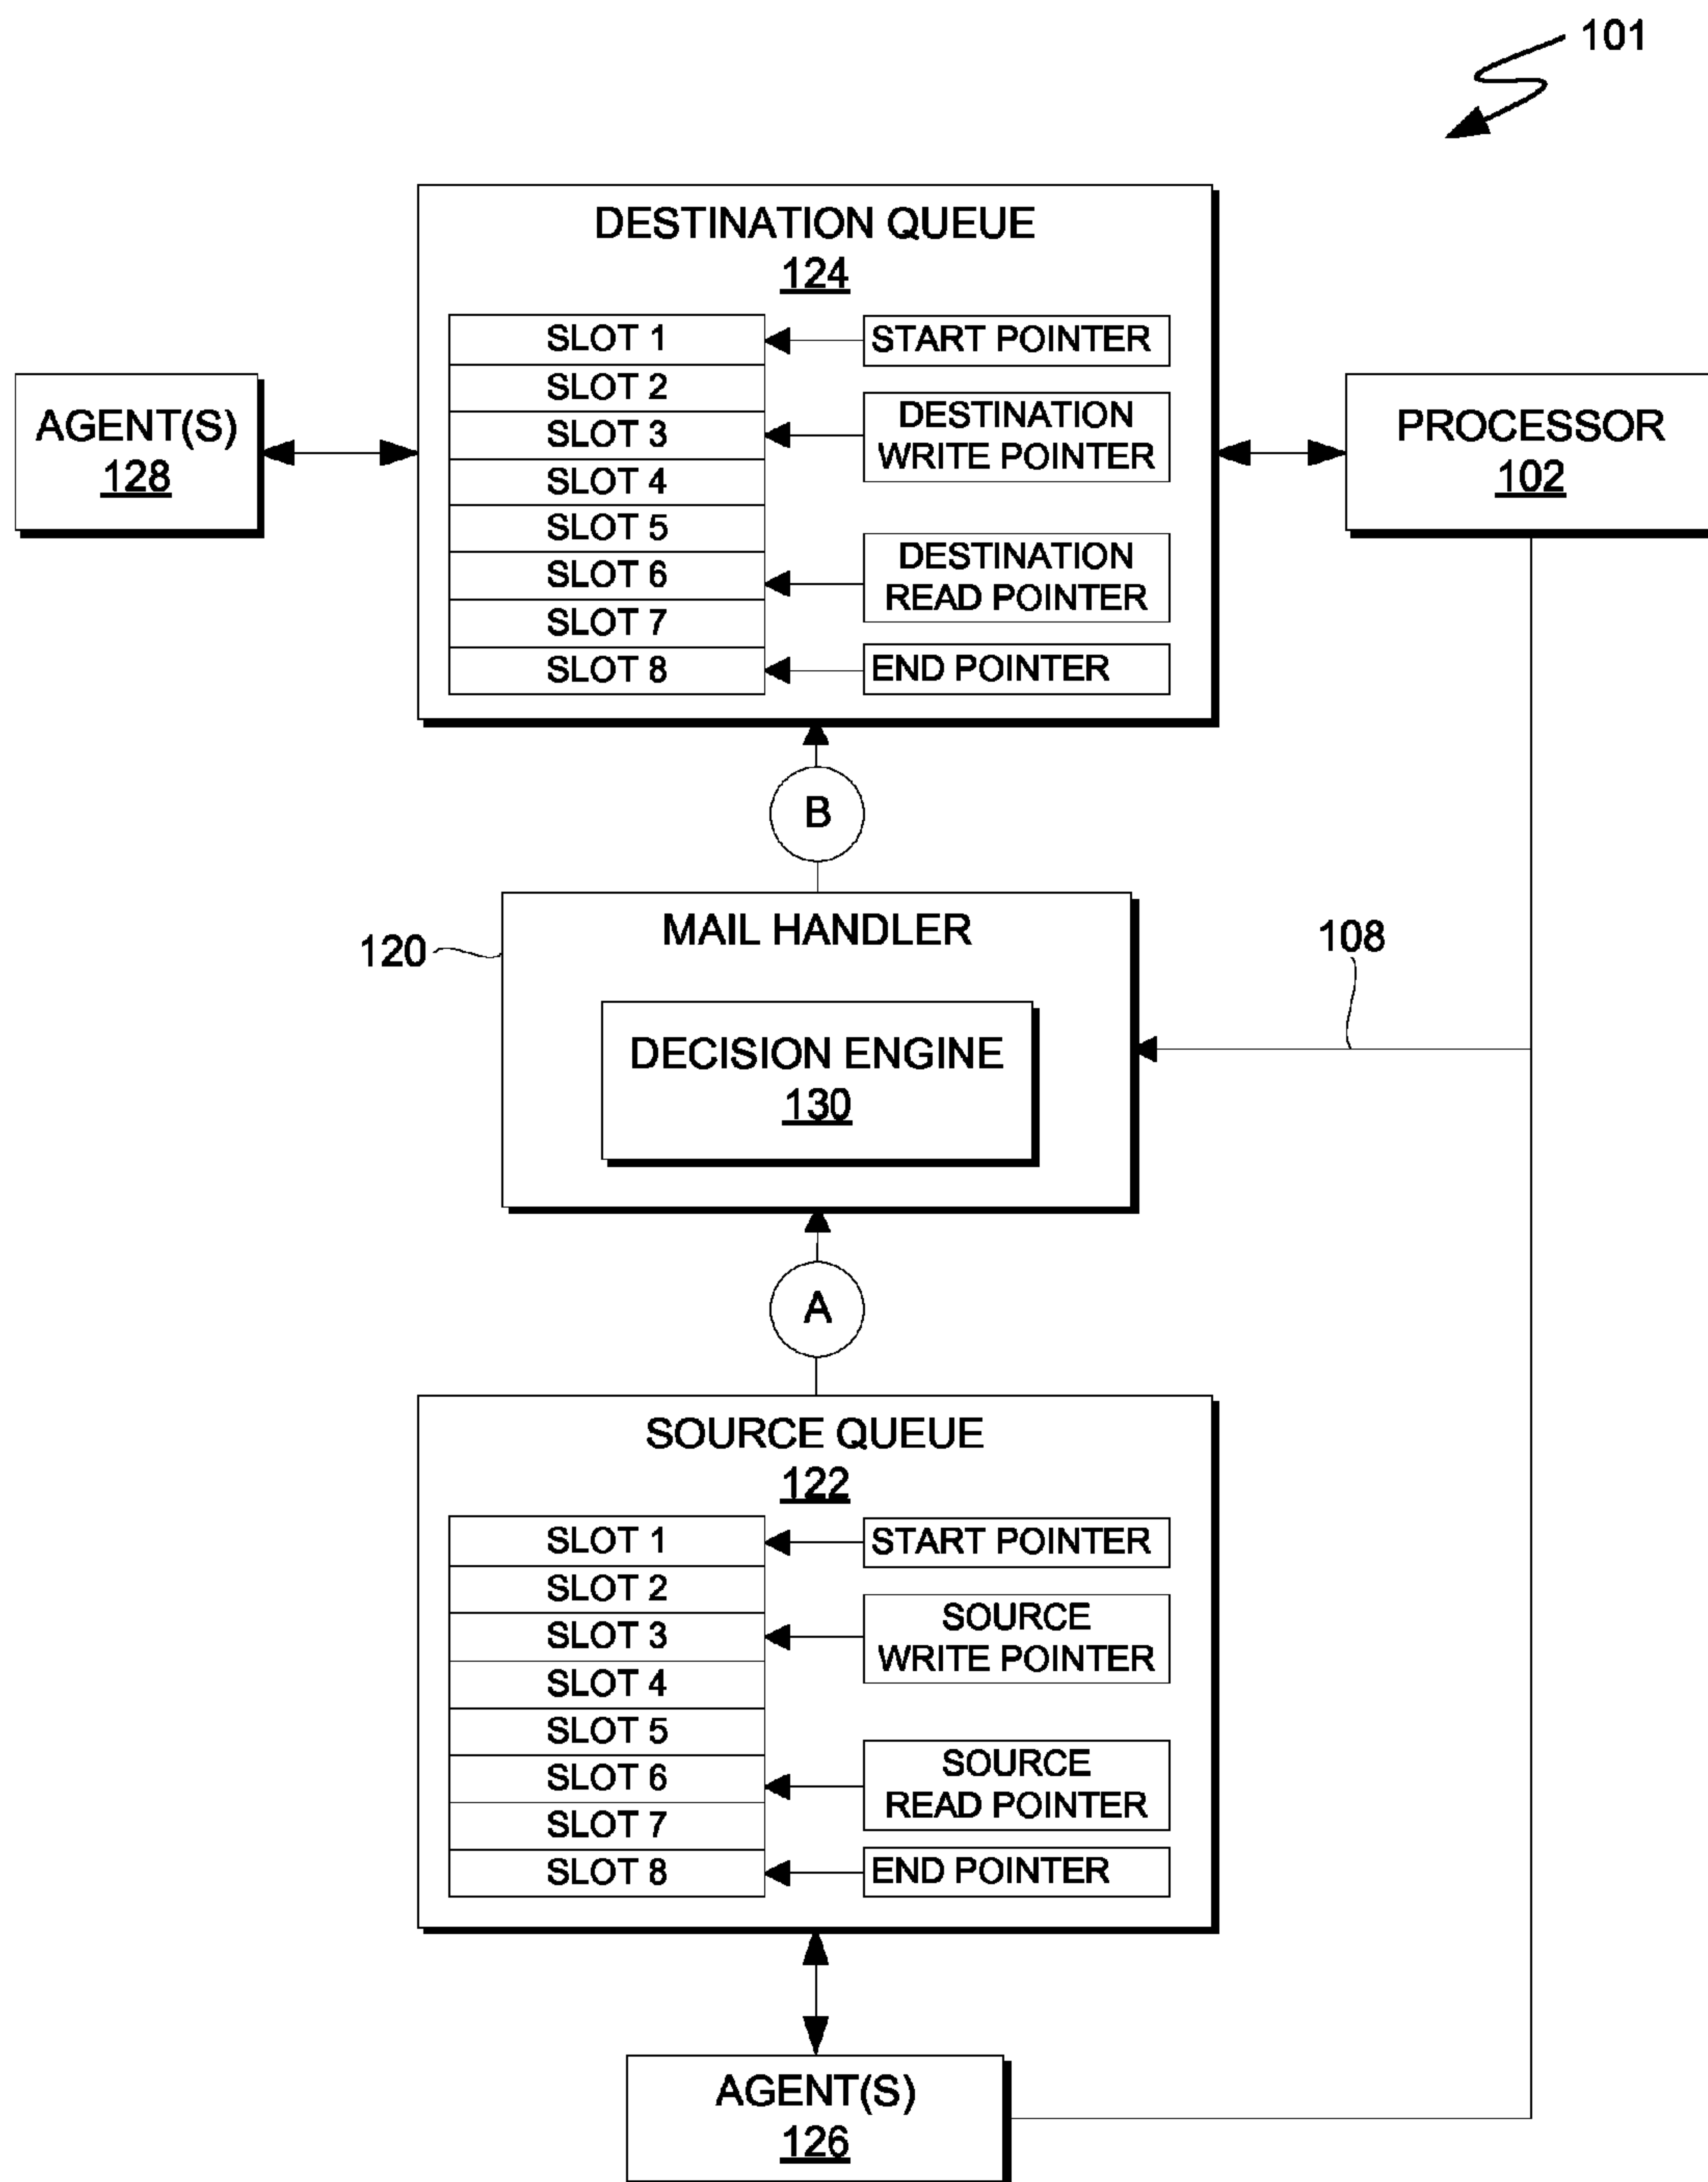 101
DESTINATION QUEUE
124
SLOT 1
SLOT 2
SLOT 3
SLOT 4
SLOT 5
SLOT 6
SLOT 7
SLOT 8
START POINTER
DESTINATION
WRITE POINTER
DESTINATION
READ POINTER
END POINTER
AGENT(S)
128
PROCESSOR
102
B
MAIL HANDLER
120
DECISION ENGINE
130
108
A
SOURCE QUEUE
122
SLOT 1
SLOT 2
SLOT 3
SLOT 4
SLOT 5
SLOT 6
SLOT 7
SLOT 8
START POINTER
SOURCE
WRITE POINTER
SOURCE
READ POINTER
END POINTER
AGENT(S)
126